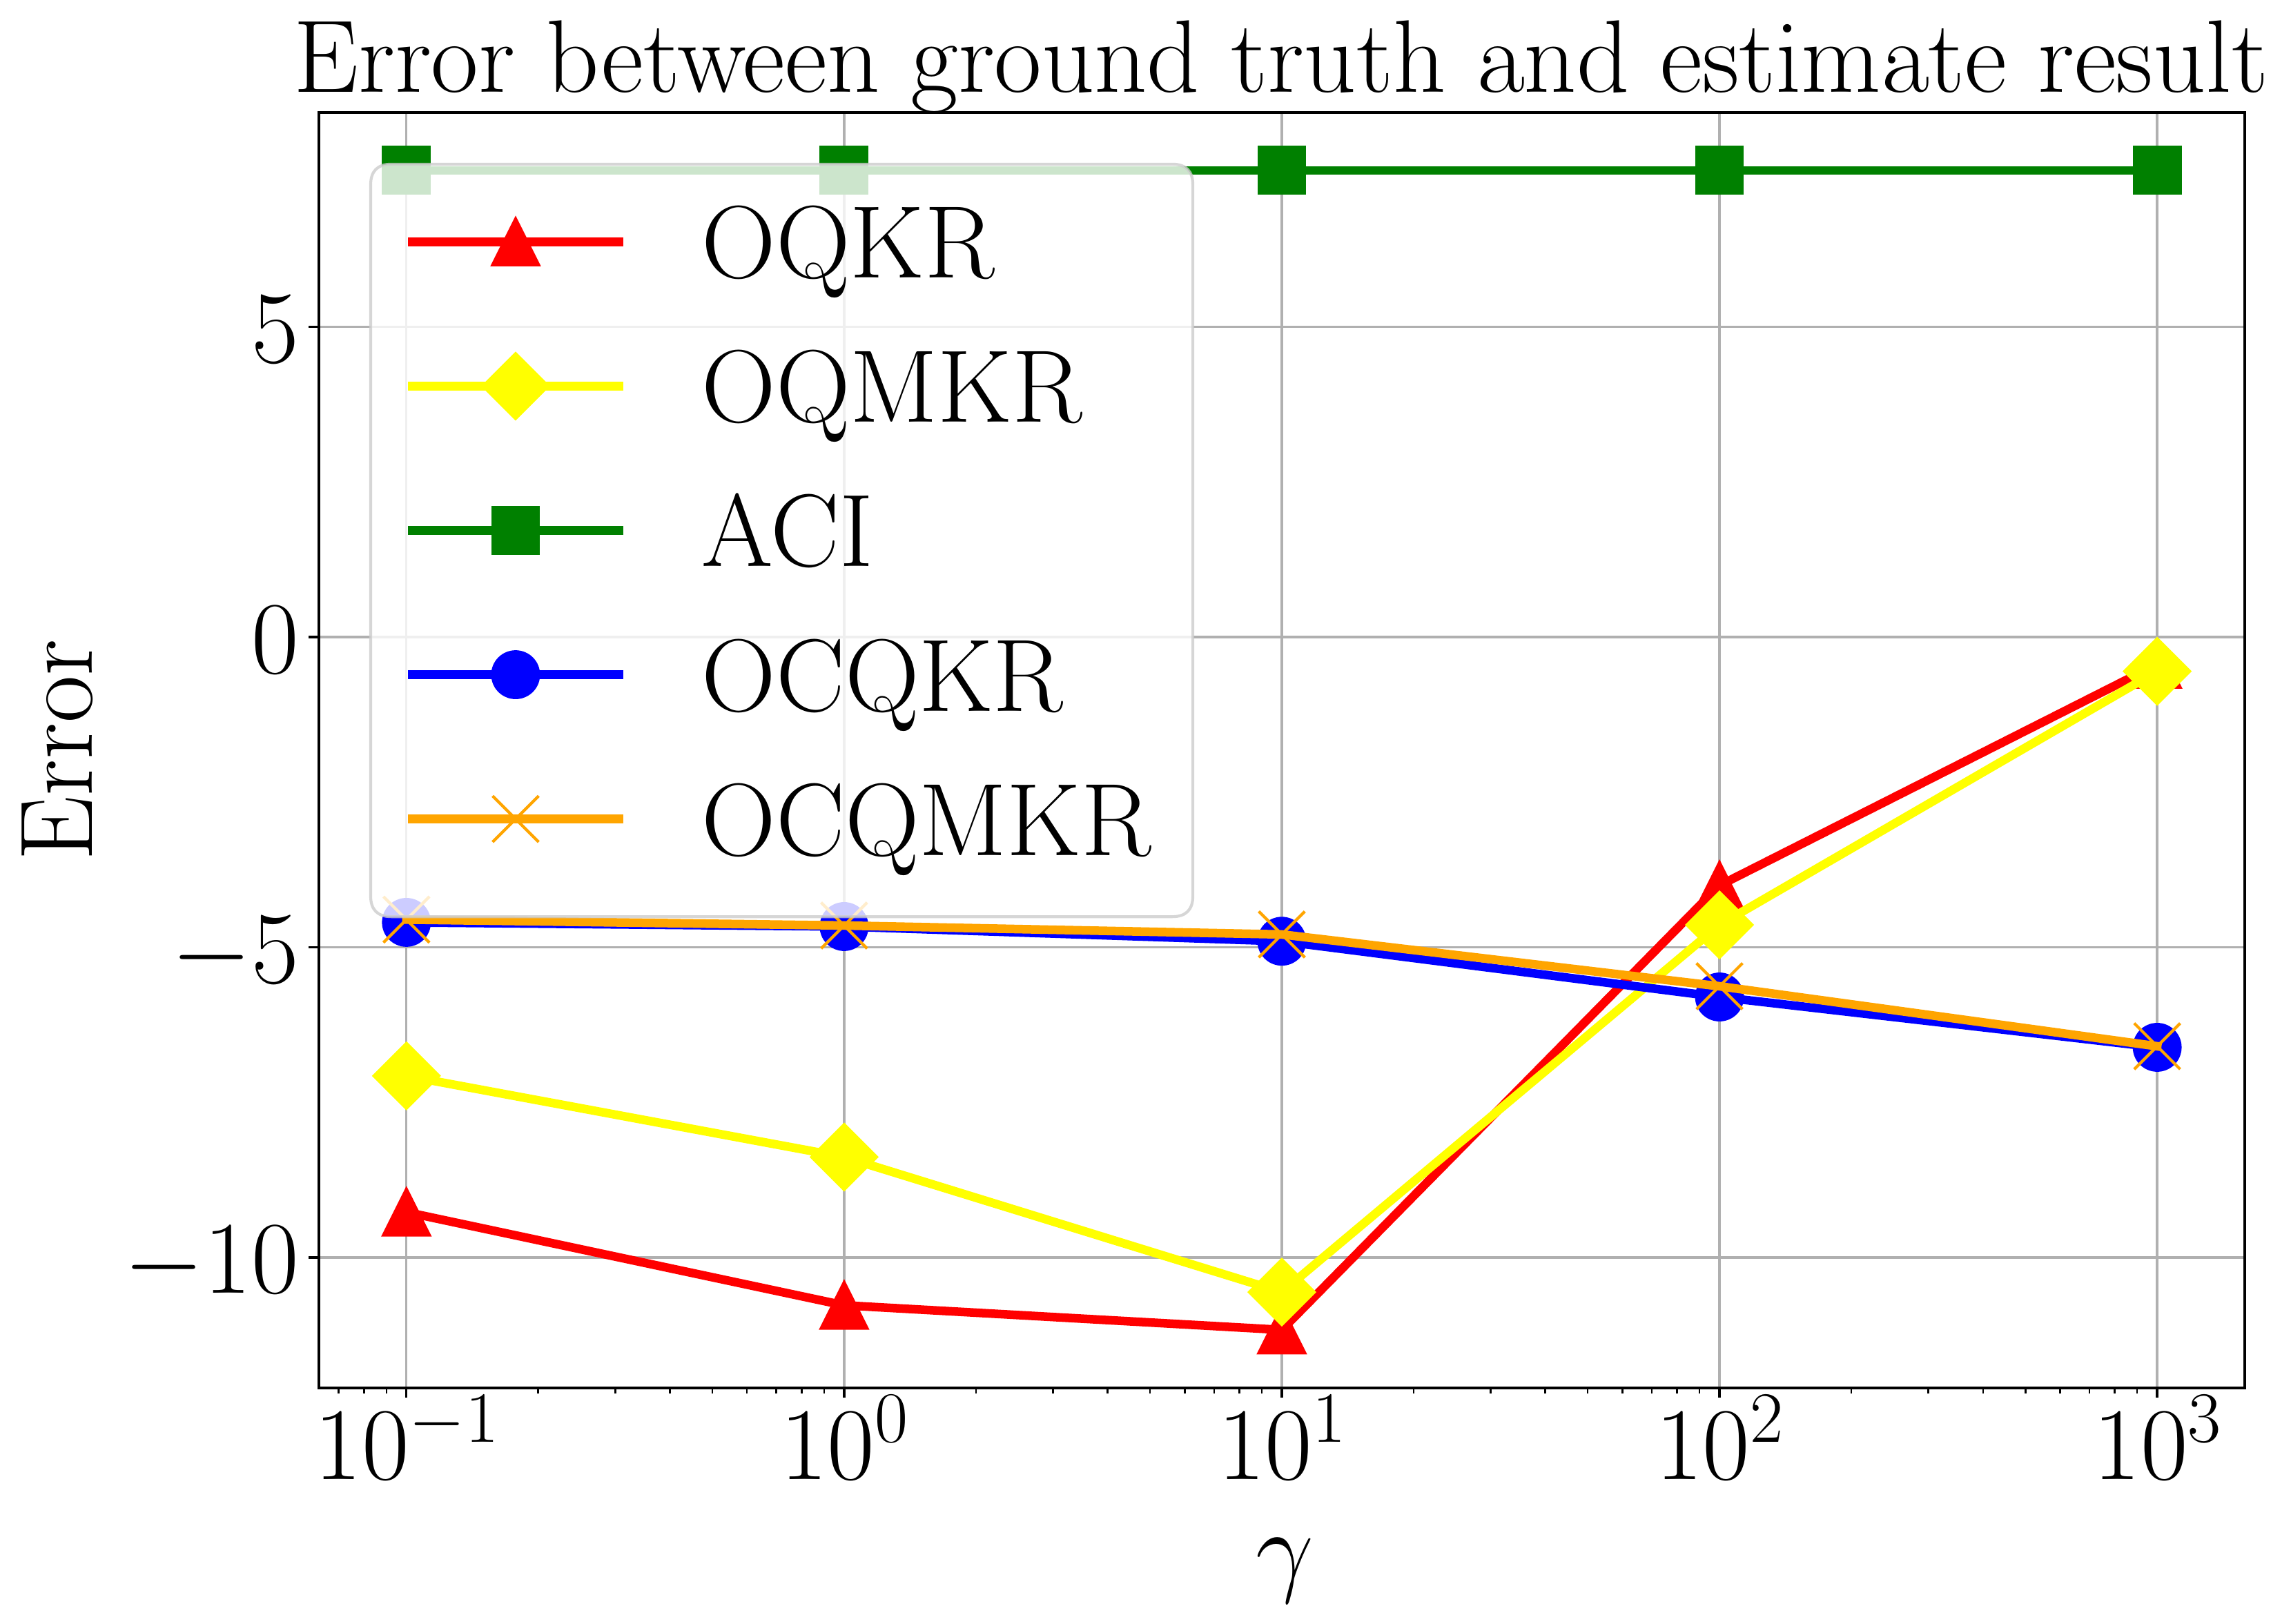 Error between ground truth and estimate result
OQKR
OQMKR
ACI
OCQKR
OCQMKR
Error
5
0
−5
−10
10⁻¹ 10⁰ 10¹ 10² 10³
γ